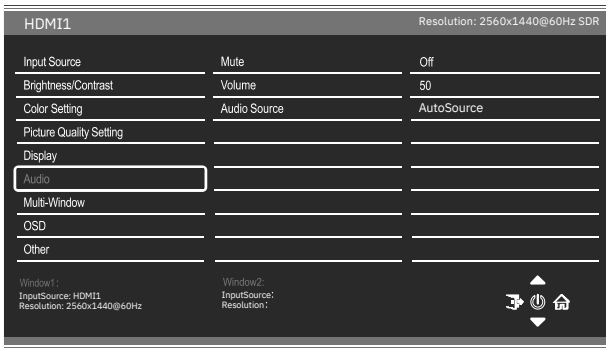 HDMI1 Resolution: 2560x1440@60Hz SDR
Input Source Mute Off
Brightness/Contrast Volume 50
Color Setting Audio Source AutoSource
Picture Quality Setting
Display
Audio
Multi-Window
OSD
Other
Window1: Window2:
InputSource: HDMI1 InputSource:
Resolution: 2560x1440@60Hz Resolution: